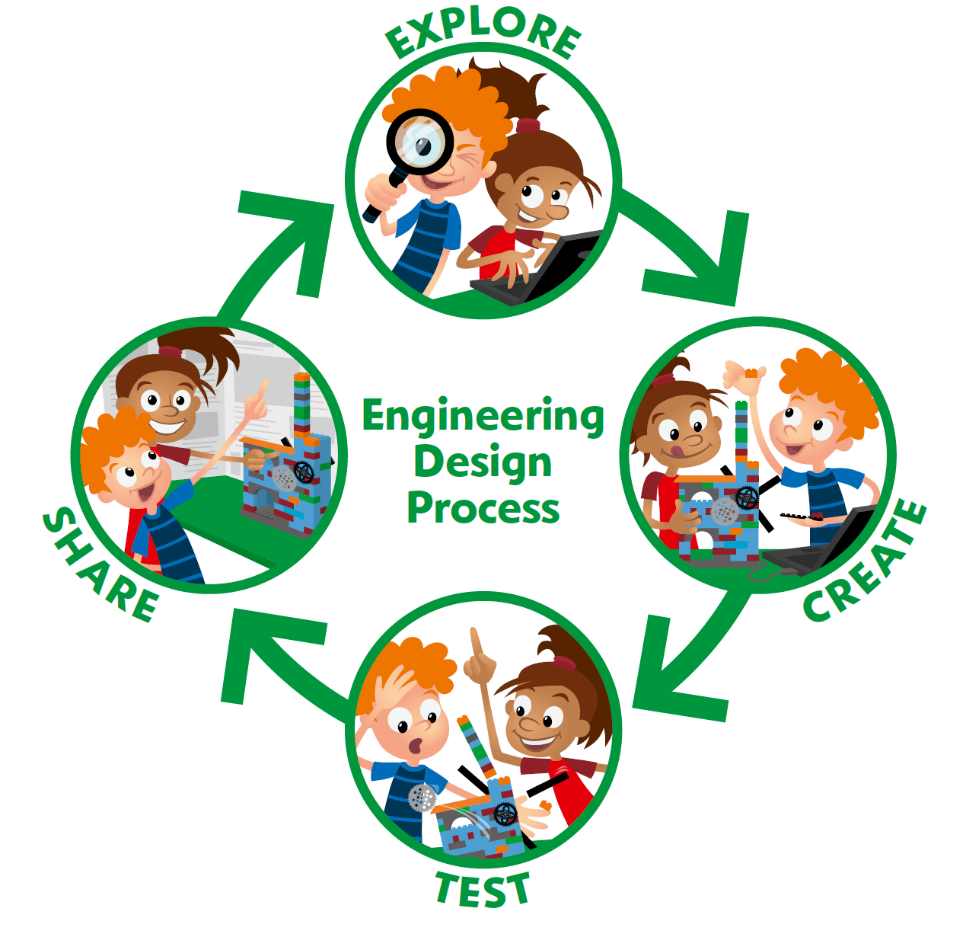 EXPLORE
Engineering
Design
Process
SHARE
CREATE
TEST